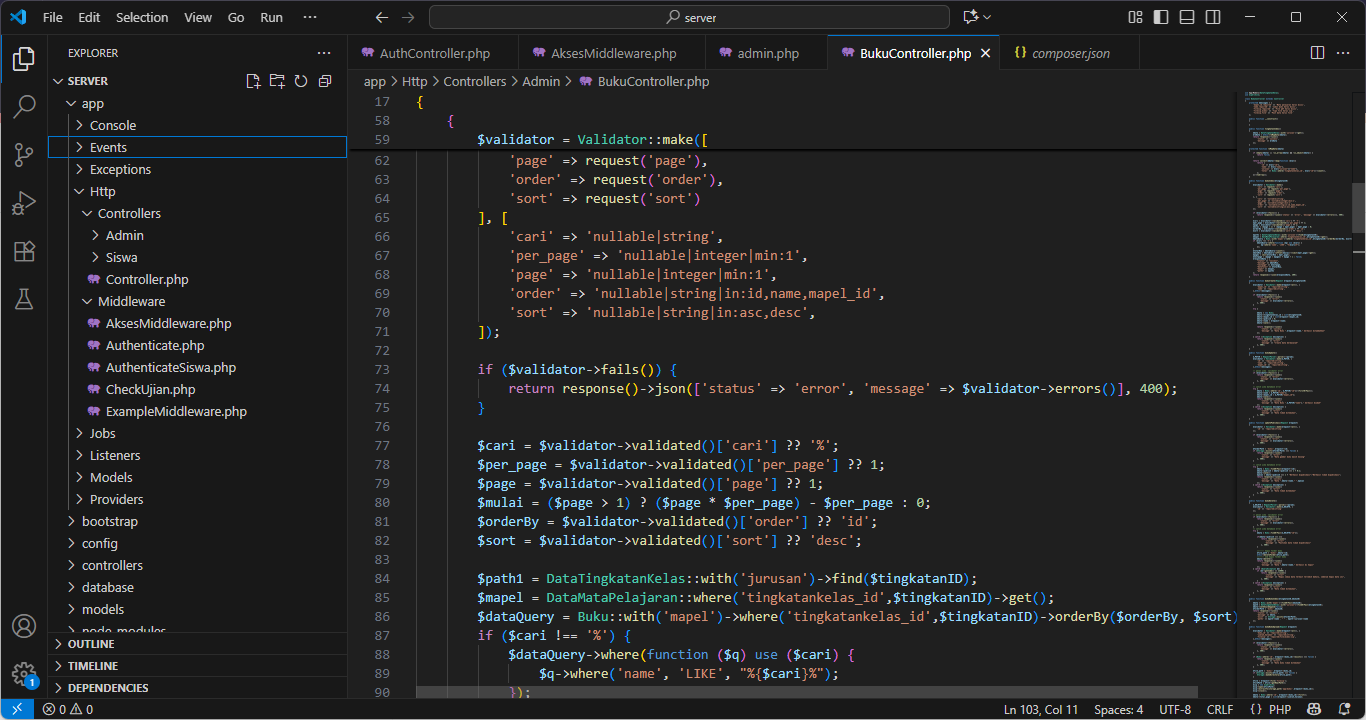 File Edit Selection View Go Run ··· server
EXPLORER ···
SERVER
app
Console
Events
Exceptions
Http
Controllers
Admin
Siswa
Controller.php
Middleware
AksesMiddleware.php
Authenticate.php
AuthenticateSiswa.php
CheckUjian.php
ExampleMiddleware.php
Jobs
Listeners
Models
Providers
bootstrap
config
controllers
database
models
node_modules
OUTLINE
TIMELINE
DEPENDENCIES
AuthController.php AksesMiddleware.php admin.php BukuController.php {} composer.json ···
app > Http > Controllers > Admin > BukuController.php
17 {
58 {
59 $validator = Validator::make([
62 'page' => request('page'),
63 'order' => request('order'),
64 'sort' => request('sort')
65 ], [
66 'cari' => 'nullable|string',
67 'per_page' => 'nullable|integer|min:1',
68 'page' => 'nullable|integer|min:1',
69 'order' => 'nullable|string|in:id,name,mapel_id',
70 'sort' => 'nullable|string|in:asc,desc',
71 ]);
72
73 if ($validator->fails()) {
74 return response()->json(['status' => 'error', 'message' => $validator->errors()], 400);
75 }
76
77 $cari = $validator->validated()['cari'] ?? '%';
78 $per_page = $validator->validated()['per_page'] ?? 1;
79 $page = $validator->validated()['page'] ?? 1;
80 $mulai = ($page > 1) ? ($page * $per_page) - $per_page : 0;
81 $orderBy = $validator->validated()['order'] ?? 'id';
82 $sort = $validator->validated()['sort'] ?? 'desc';
83
84 $path1 = DataTingkatanKelas::with('jurusan')->find($tingkatanID);
85 $mapel = DataMataPelajaran::where('tingkatankelas_id',$tingkatanID)->get();
86 $dataQuery = Buku::with('mapel')->where('tingkatankelas_id',$tingkatanID)->orderBy($orderBy, $sort)
87 if ($cari !== '%') {
88 $dataQuery->where(function ($q) use ($cari) {
89 $q->where('name', 'LIKE', "%{$cari}%");
90 });
1
0 0 Ln 103, Col 11 Spaces: 4 UTF-8 CRLF {} PHP